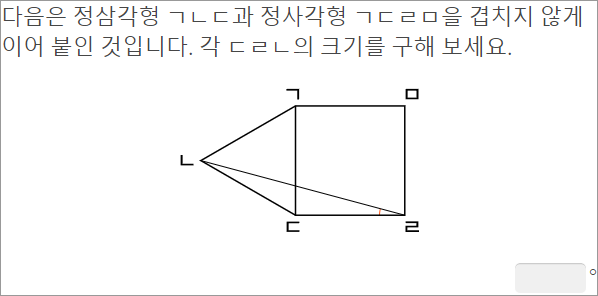 다음은 정삼각형 ㄱㄴㄷ과 정사각형 ㄱㄷㄹㅁ을 겹치지 않게
이어 붙인 것입니다. 각 ㄷㄹㄴ의 크기를 구해 보세요.
ㄱ ㅁ
ㄴ
ㄷ ㄹ
°